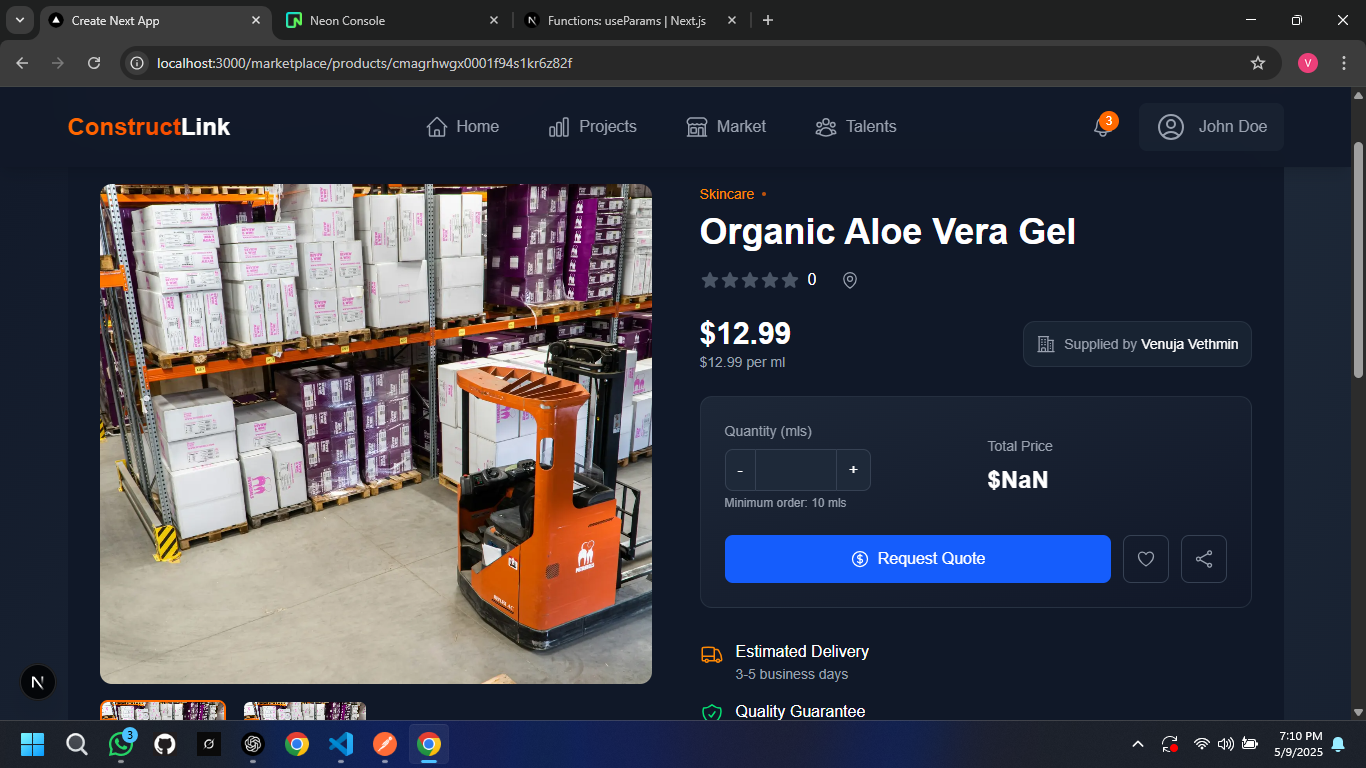 Create Next App
Neon Console
Functions: useParams | Next.js
localhost:3000/marketplace/products/cmagrhwgx0001f94s1kr6z82f
V
ConstructLink
Home
Projects
Market
Talents
3
John Doe
Skincare •
Organic Aloe Vera Gel
0
$12.99
$12.99 per ml
Supplied by Venuja Vethmin
Quantity (mls)
-
+
Minimum order: 10 mls
Total Price
$NaN
Request Quote
Estimated Delivery
3-5 business days
Quality Guarantee
N
3
7:10 PM
5/9/2025